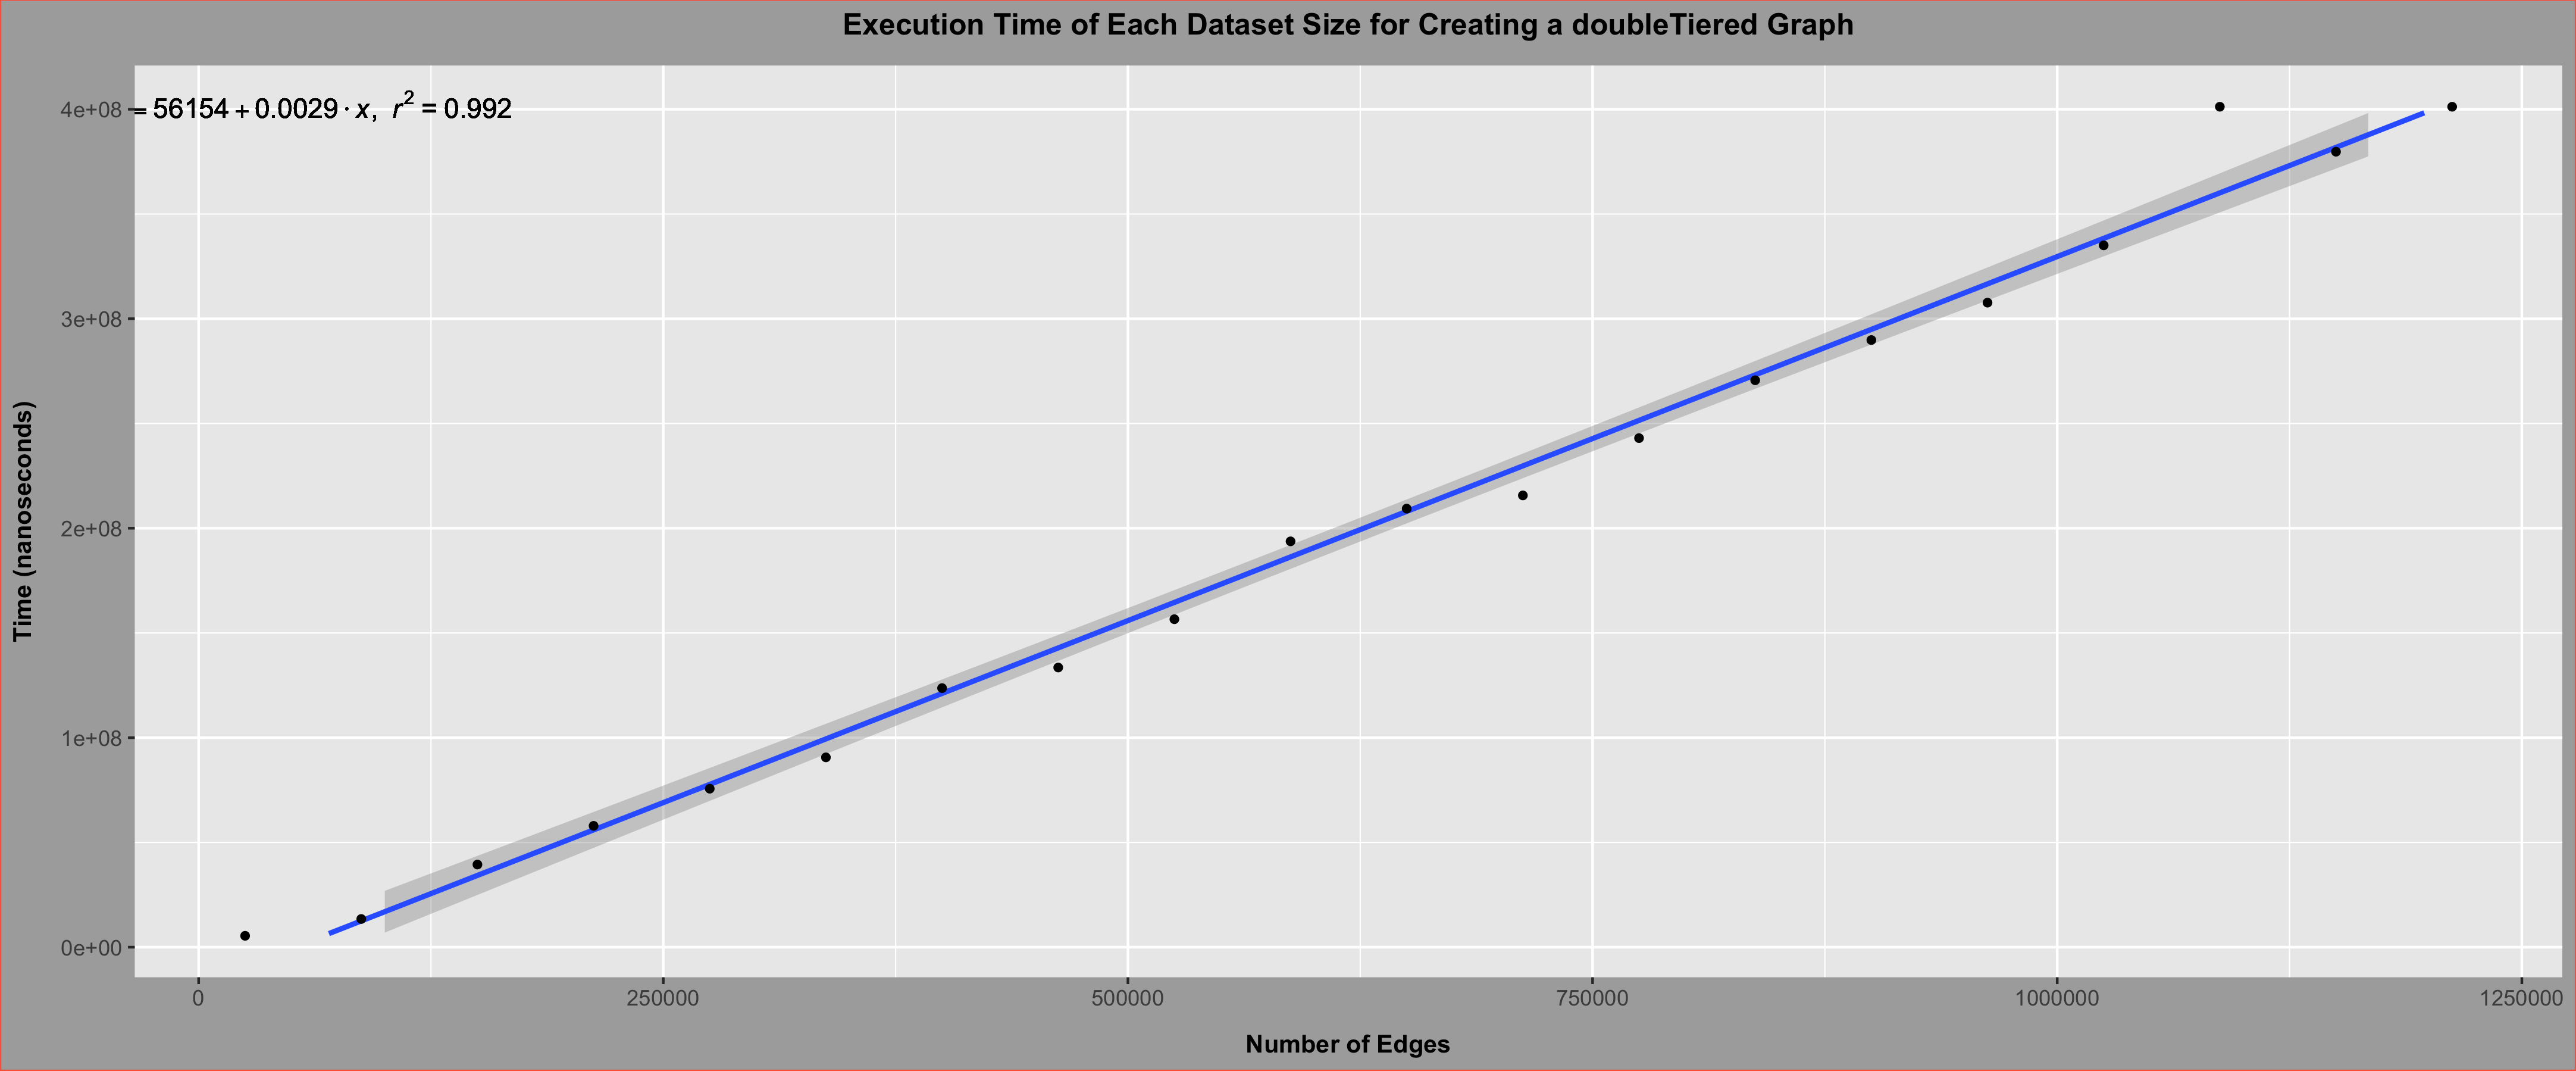 Execution Time of Each Dataset Size for Creating a doubleTiered Graph
= 56154 + 0.0029 · x, r² = 0.992
4e+08
3e+08
2e+08
1e+08
0e+00
Time (nanoseconds)
0 250000 500000 750000 1000000 1250000
Number of Edges